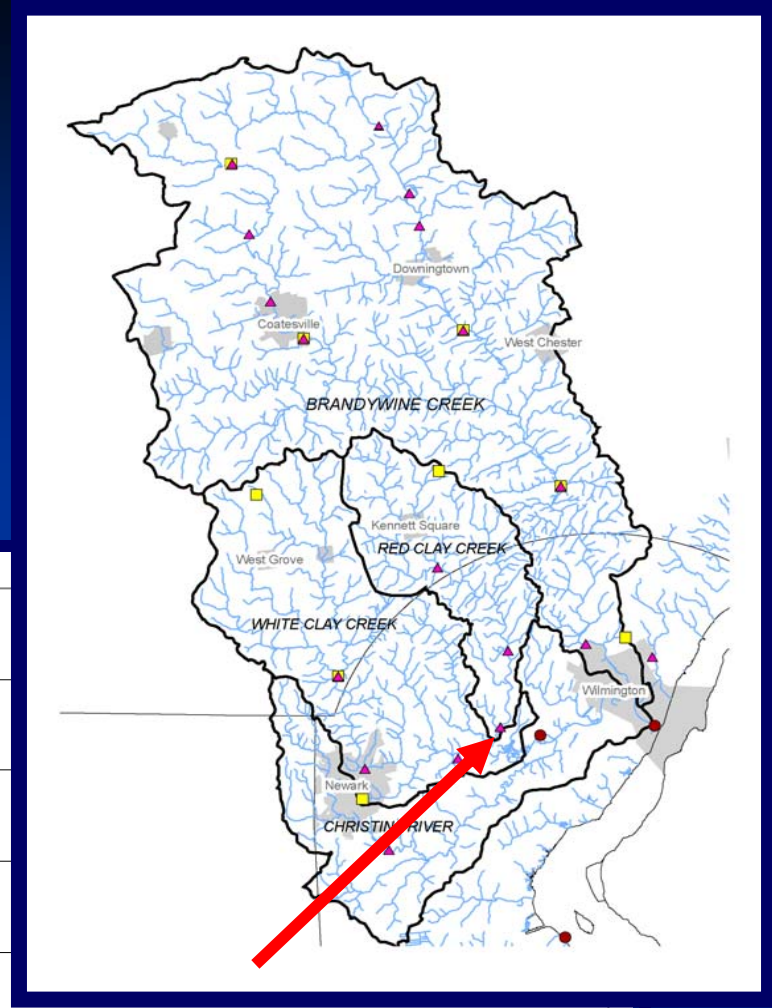 Downingtown
Coatesville
West Chester
BRANDYWINE CREEK
Kennett Square
RED CLAY CREEK
West Grove
WHITE CLAY CREEK
Wilmington
Newark
CHRISTINA RIVER